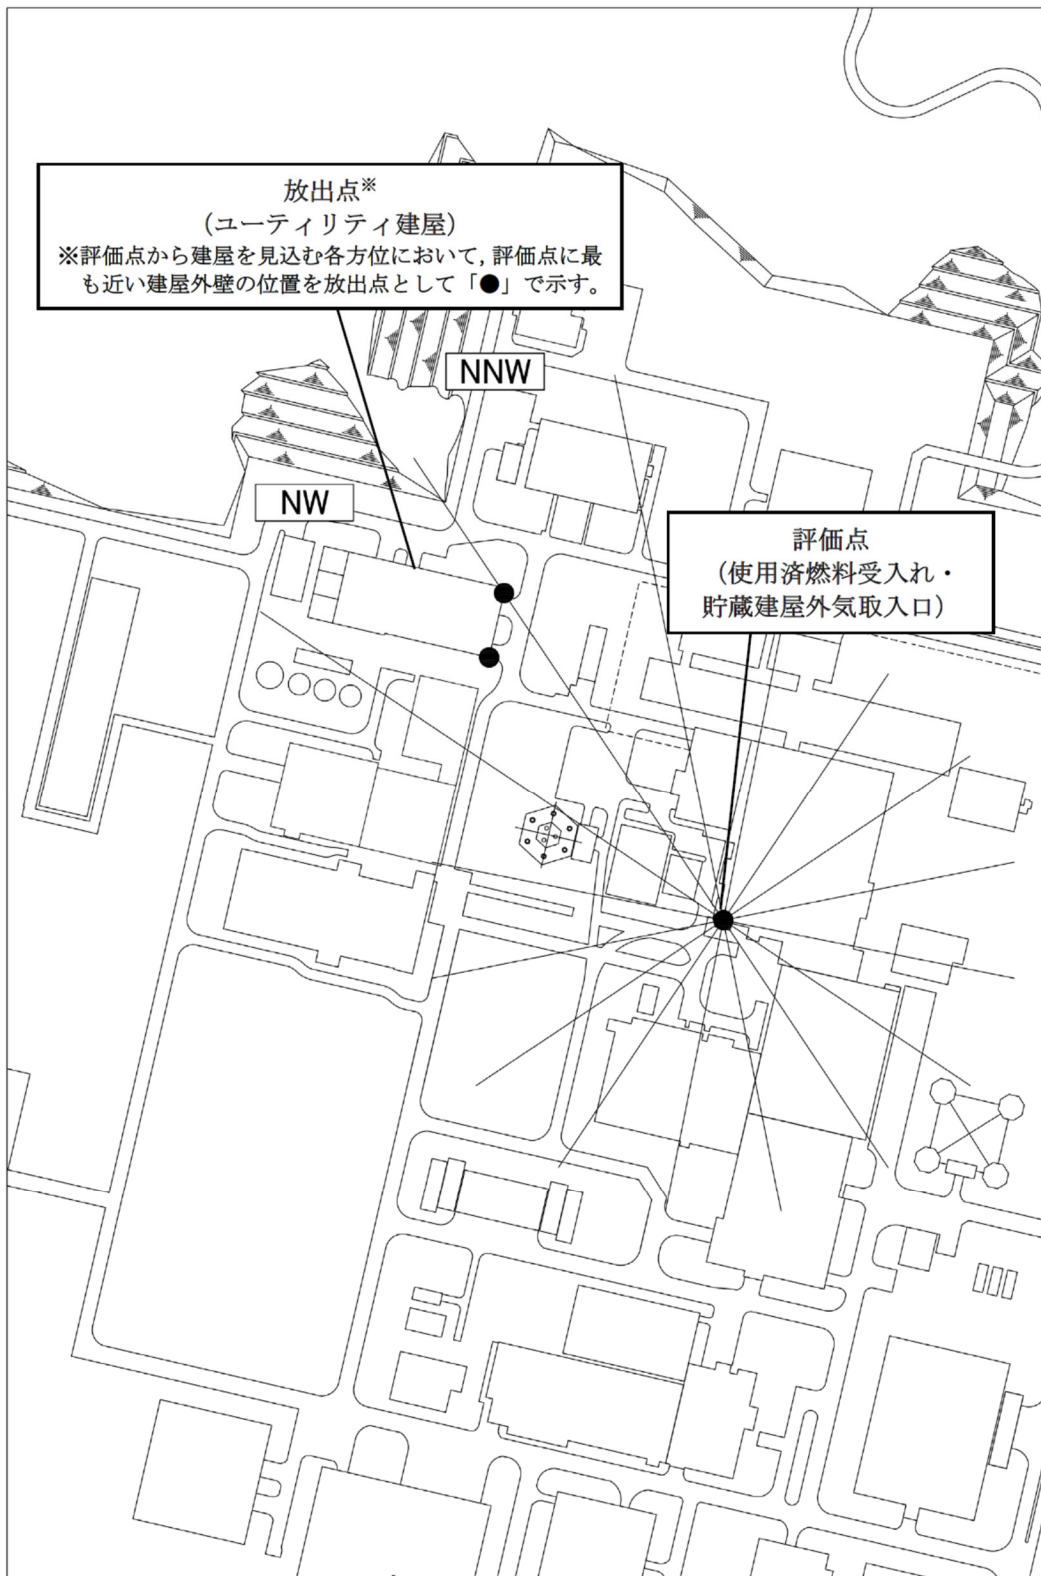 放出点※
(ユーティリティ建屋)
※評価点から建屋を見込む各方位において,評価点に最
も近い建屋外壁の位置を放出点として「●」で示す。
NNW
NW
評価点
(使用済燃料受入れ・
貯蔵建屋外気取入口)